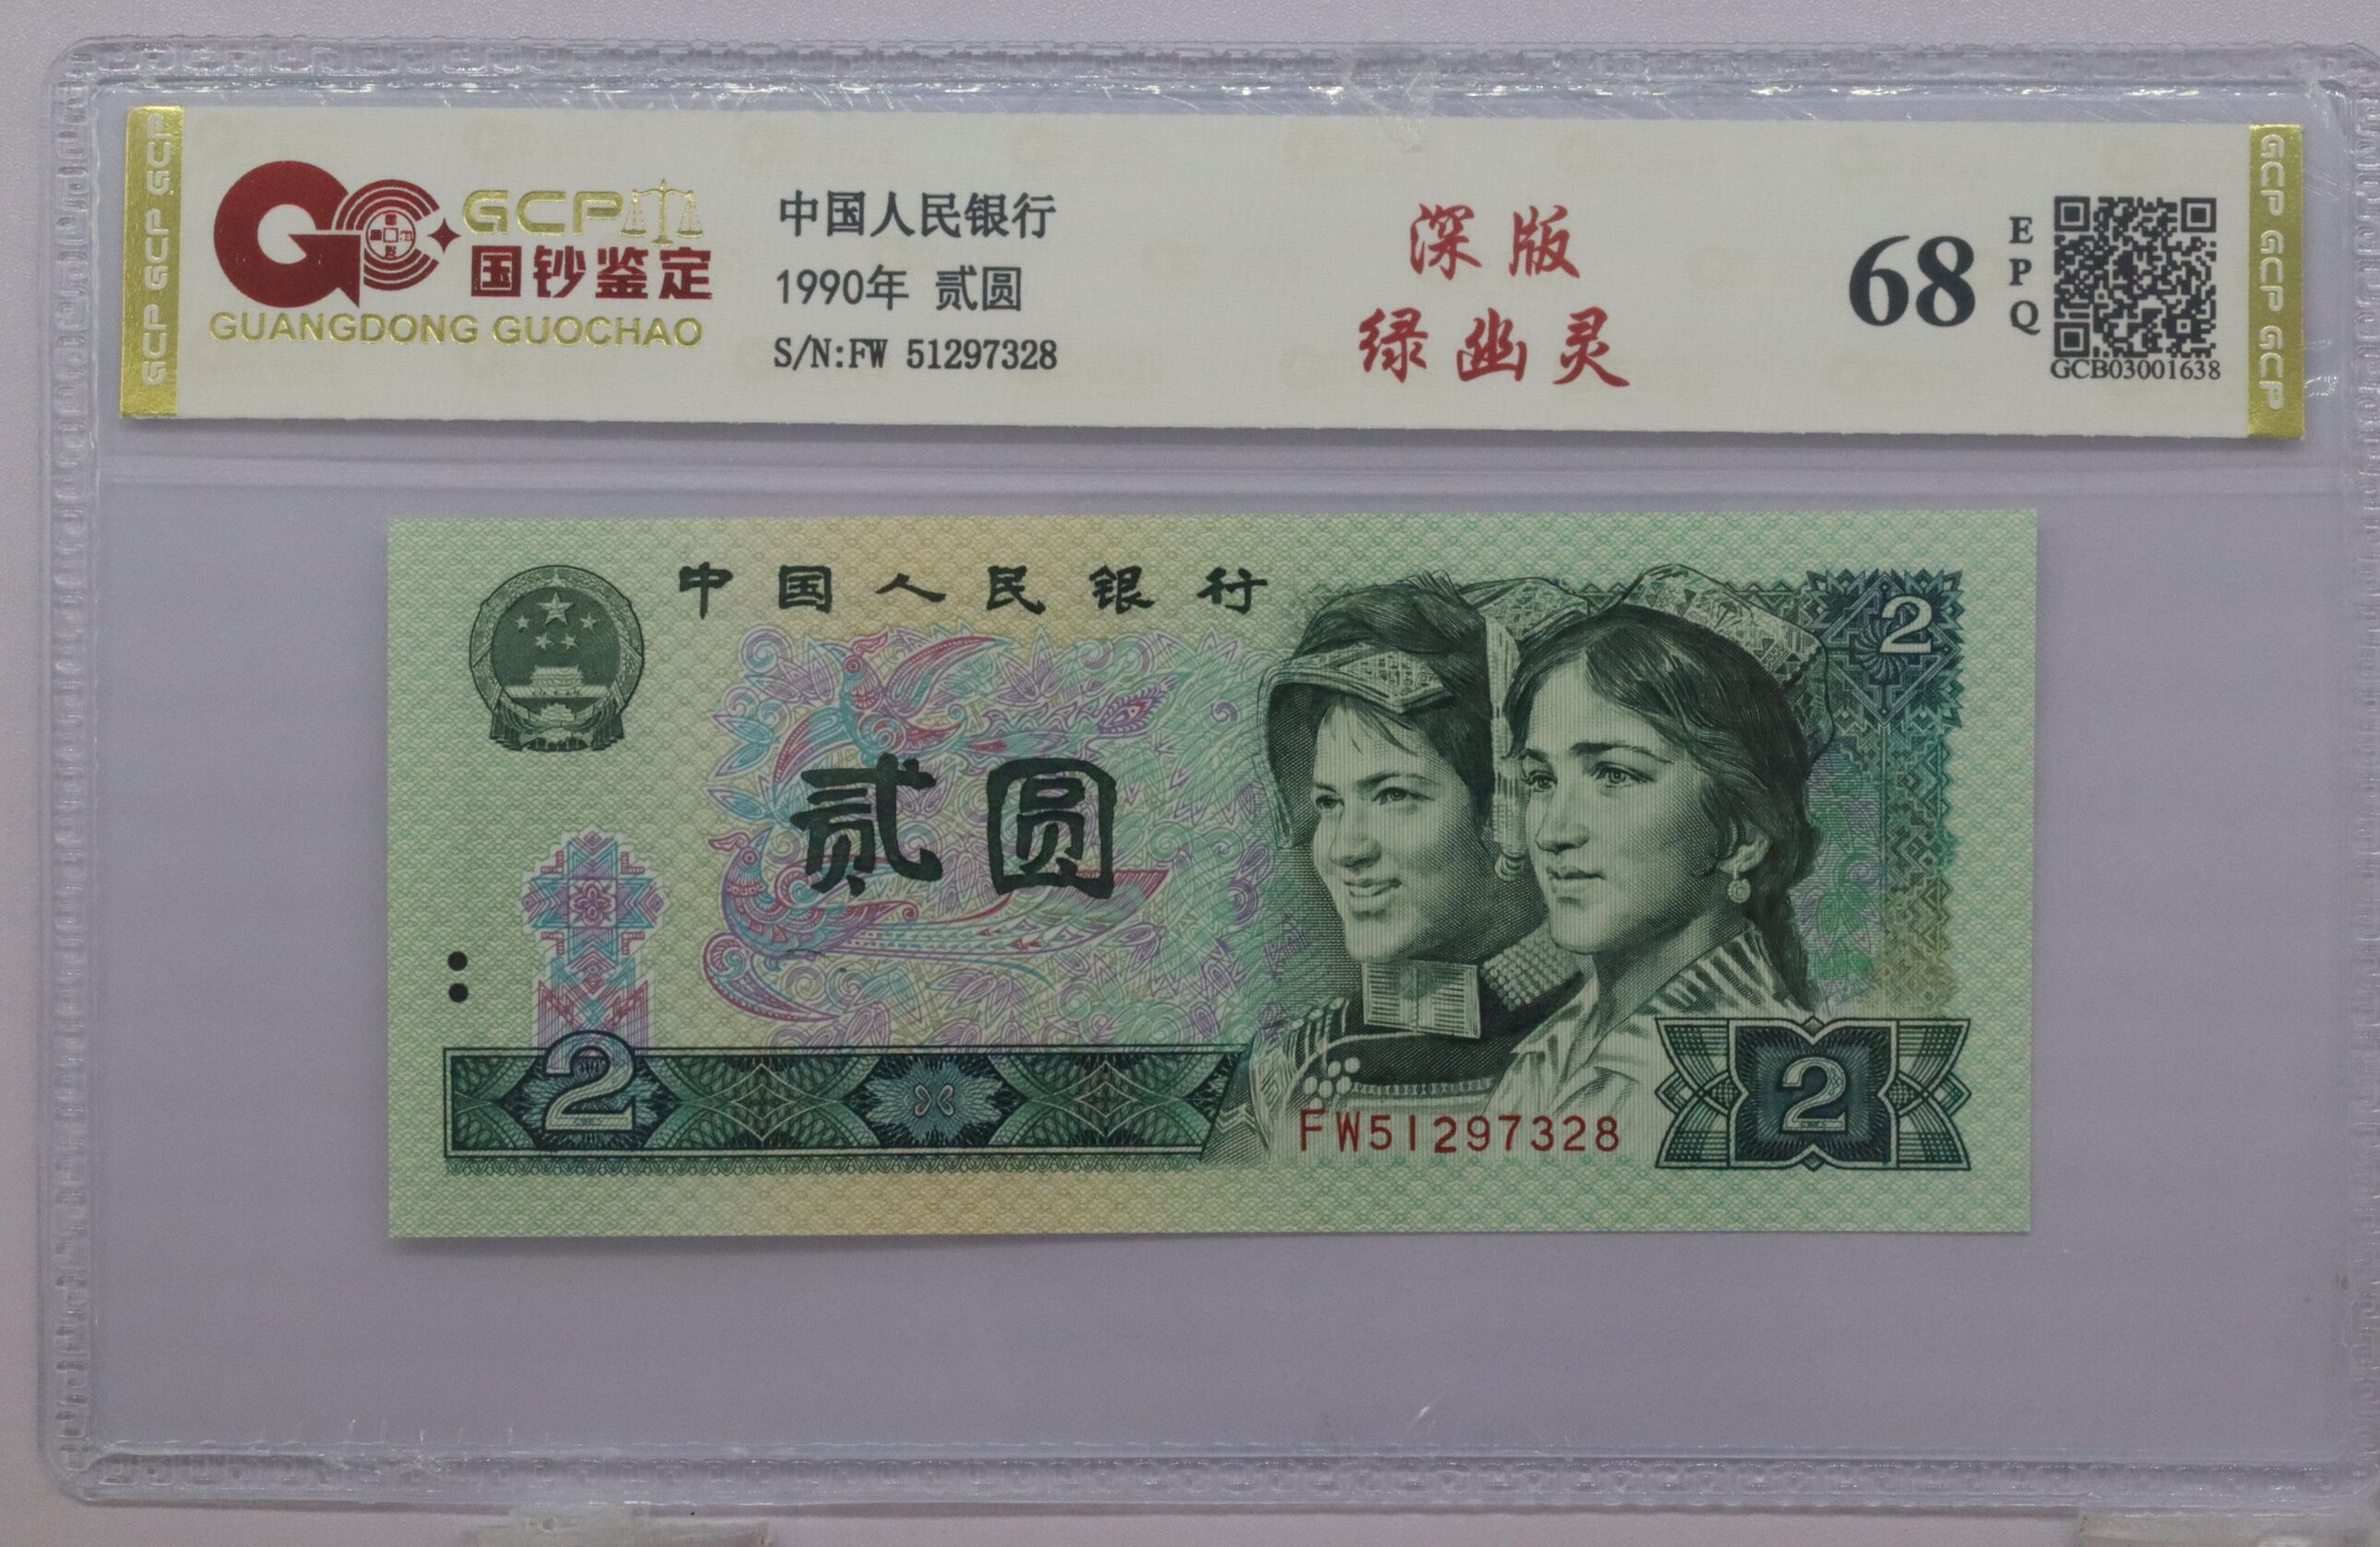 GCP
国钞鉴定
GUANGDONG GUOCHAO
中国人民银行
1990年 贰圆
S/N:FW 51297328
深版
绿幽灵
68
EPQ
GCB03001638
GCP GCP GCP
GCP GCP GCP
中国人民银行
2
贰圆
2
FW51297328
2